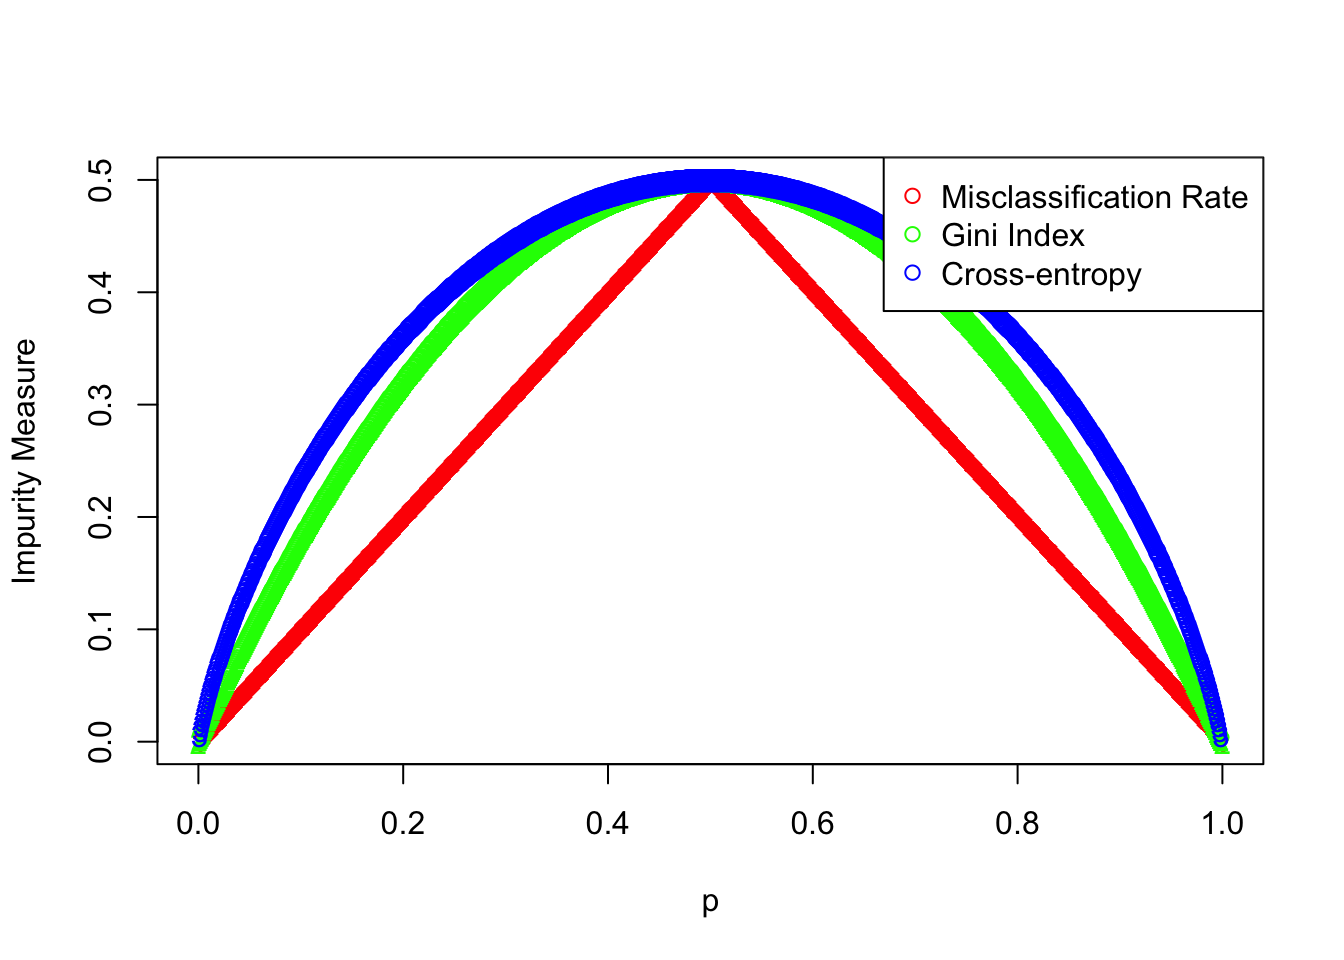 Misclassification Rate
Gini Index
Cross-entropy
Impurity Measure
0.5
0.4
0.3
0.2
0.1
0.0
0.0 0.2 0.4 0.6 0.8 1.0
p